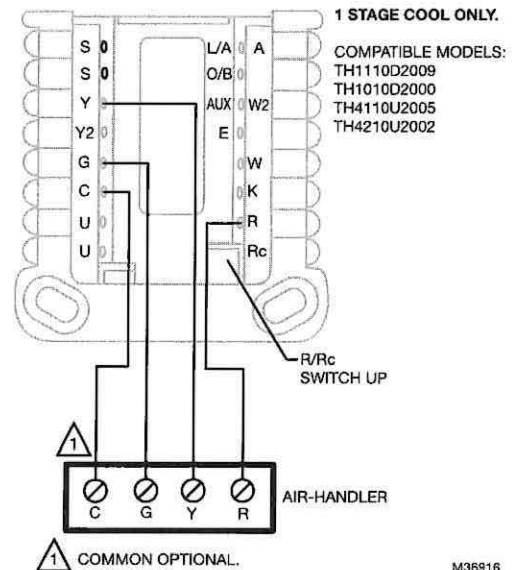 1 STAGE COOL ONLY.
COMPATIBLE MODELS:
TH1110D2009
TH1010D2000
TH4110U2005
TH4210U2002
S L/A A
S O/B
Y AUX W2
Y2 E
G W
C K
U R
U Rc
R/Rc
SWITCH UP
1
C G Y R
AIR-HANDLER
1 COMMON OPTIONAL.
M36916